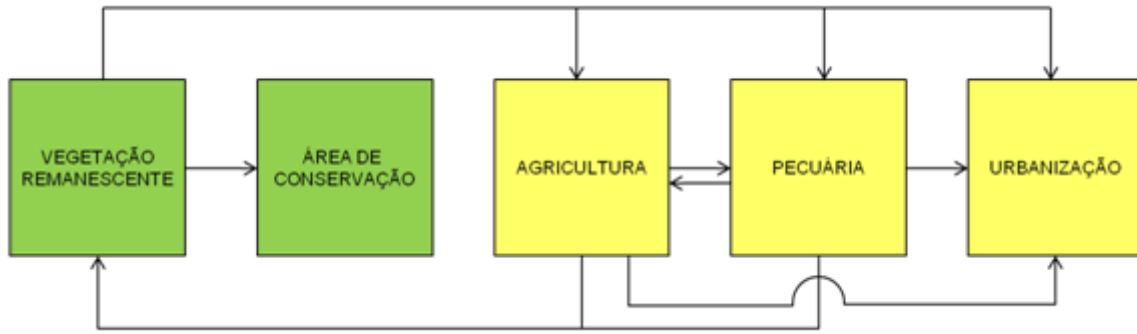 VEGETAÇÃO
REMANESCENTE
ÁREA DE
CONSERVAÇÃO
AGRICULTURA
PECUÁRIA
URBANIZAÇÃO